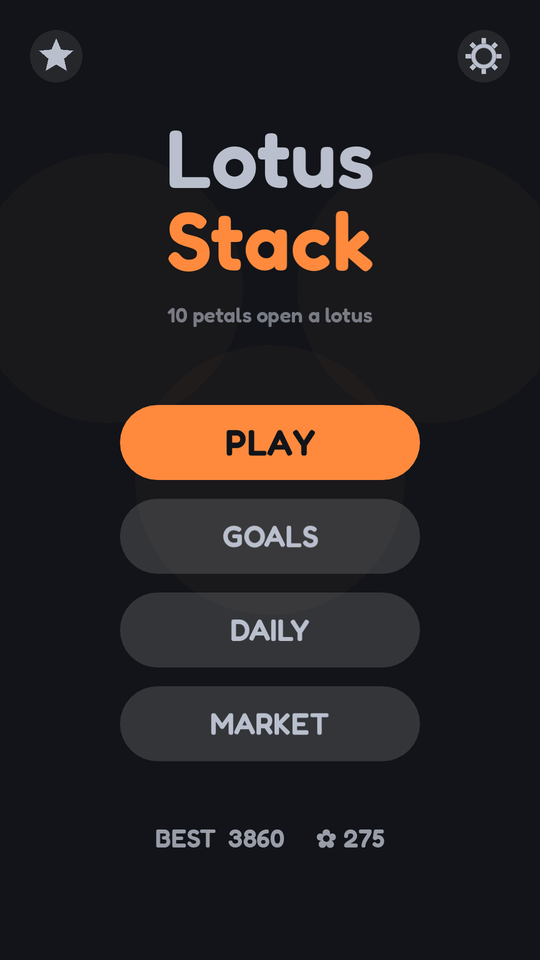 Lotus
Stack
10 petals open a lotus
PLAY
GOALS
DAILY
MARKET
BEST 3860 ✿ 275